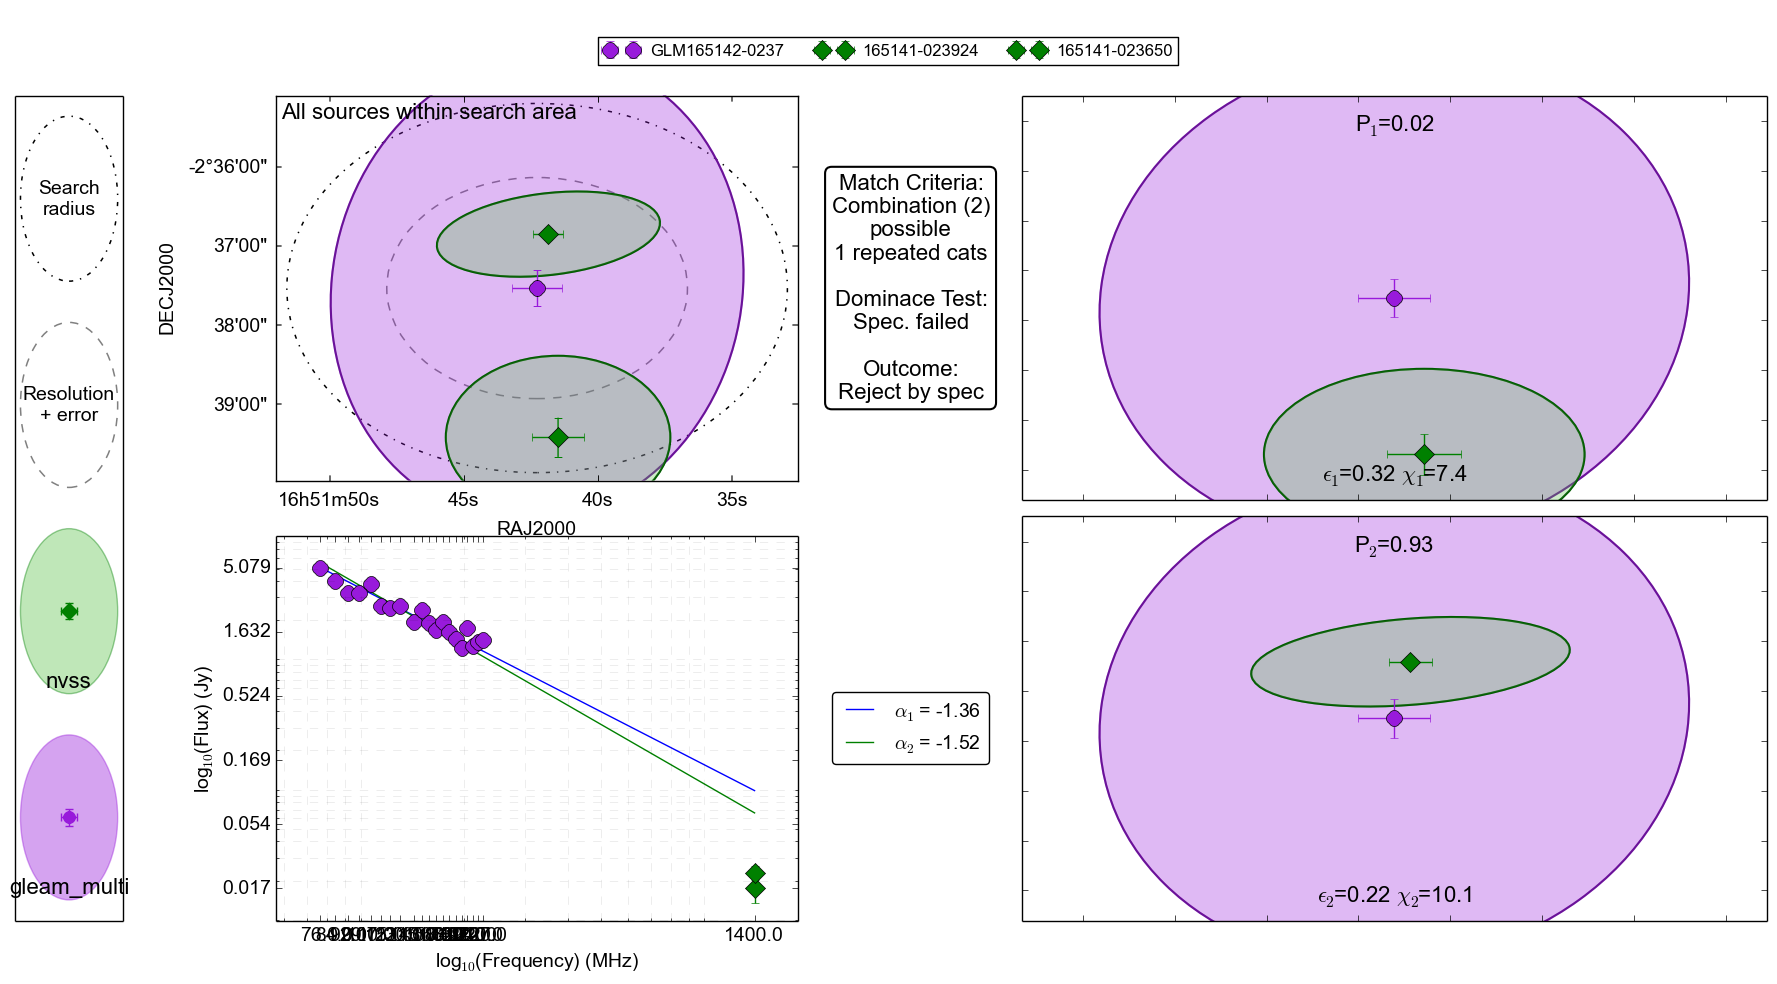 GLM165142-0237 165141-023924 165141-023650
Search
radius
Resolution
+ error
nvss
gleam_multi
All sources within search area
DECJ2000
-2°36'00"
37'00"
38'00"
39'00"
16h51m50s 45s 40s 35s
RAJ2000
Match Criteria:
Combination (2)
possible
1 repeated cats
Dominace Test:
Spec. failed
Outcome:
Reject by spec
P1=0.02
ϵ1=0.32 χ1=7.4
P2=0.93
ϵ2=0.22 χ2=10.1
log10(Flux) (Jy)
5.079
1.632
0.524
0.169
0.054
0.017
1400.0
log10(Frequency) (MHz)
α1 = -1.36
α2 = -1.52